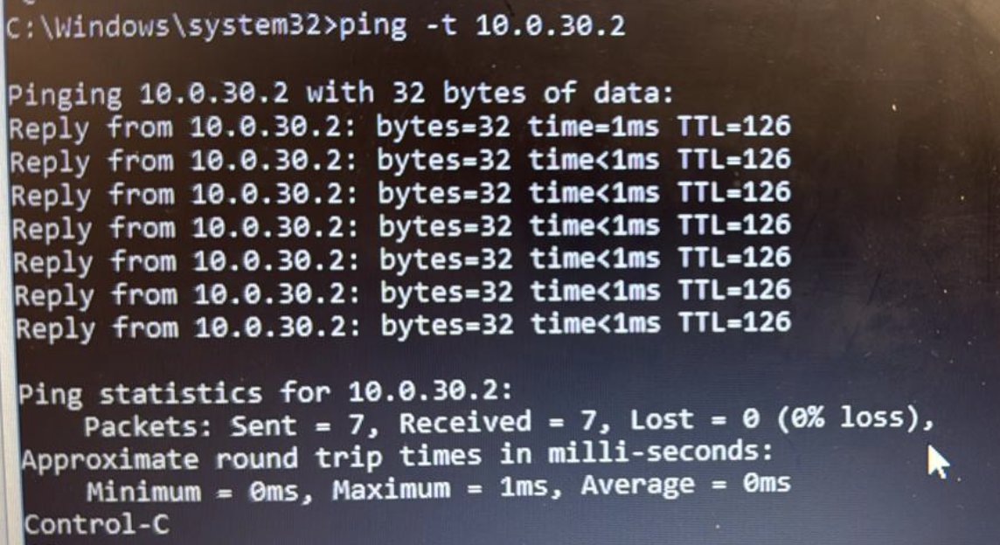 C:\Windows\system32>ping -t 10.0.30.2
Pinging 10.0.30.2 with 32 bytes of data:
Reply from 10.0.30.2: bytes=32 time=1ms TTL=126
Reply from 10.0.30.2: bytes=32 time<1ms TTL=126
Reply from 10.0.30.2: bytes=32 time<1ms TTL=126
Reply from 10.0.30.2: bytes=32 time<1ms TTL=126
Reply from 10.0.30.2: bytes=32 time<1ms TTL=126
Reply from 10.0.30.2: bytes=32 time<1ms TTL=126
Reply from 10.0.30.2: bytes=32 time<1ms TTL=126
Ping statistics for 10.0.30.2:
Packets: Sent = 7, Received = 7, Lost = 0 (0% loss),
Approximate round trip times in milli-seconds:
Minimum = 0ms, Maximum = 1ms, Average = 0ms
Control-C